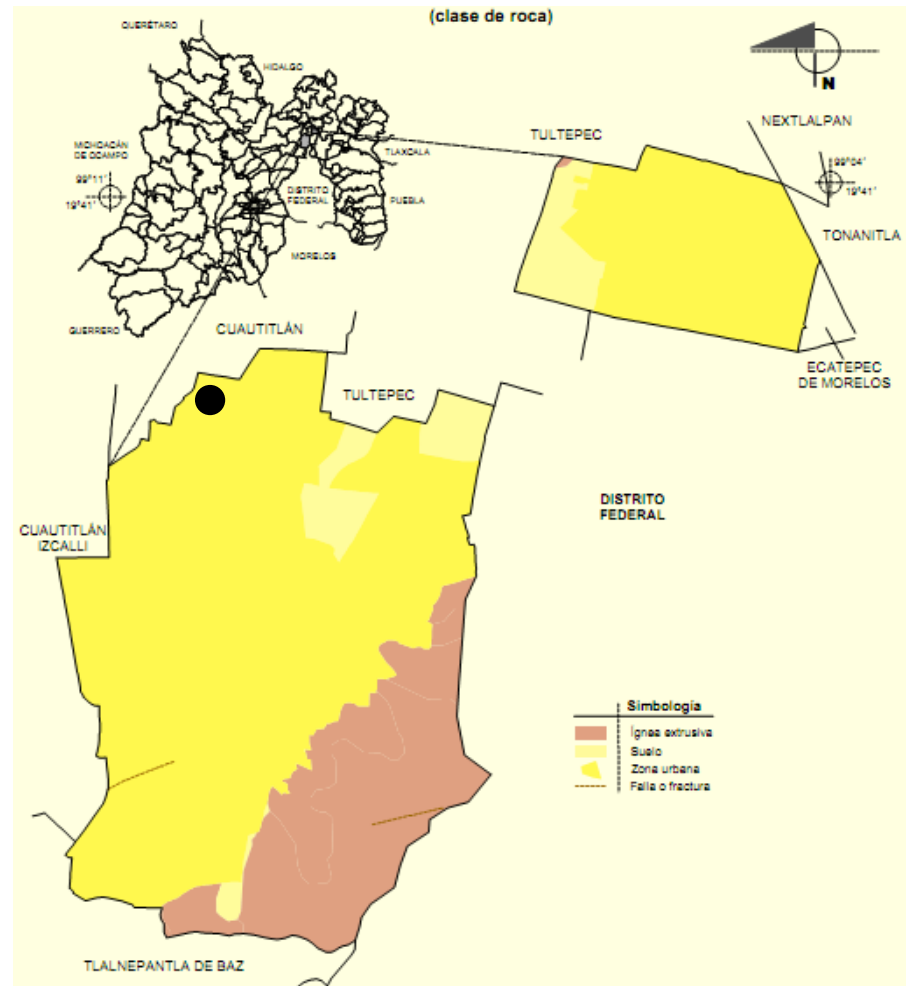 (clase de roca)
QUERÉTARO
HIDALGO
MICHOACÁN
DE OCAMPO
TLAXCALA
99°11'
19°41'
DISTRITO
FEDERAL
PUEBLA
MORELOS
GUERRERO
N
NEXTLALPAN
TULTEPEC
99°04'
19°41'
TONANITLA
ECATEPEC
DE MORELOS
CUAUTITLÁN
TULTEPEC
CUAUTITLÁN
IZCALLI
DISTRITO
FEDERAL
Simbología
Ígnea extrusiva
Suelo
Zona urbana
Falla o fractura
TLALNEPANTLA DE BAZ